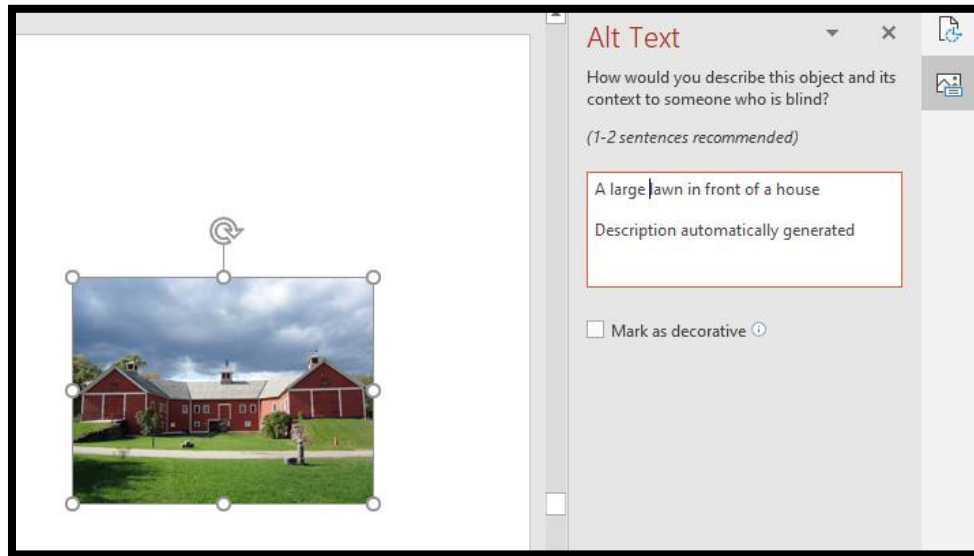 Alt Text
How would you describe this object and its
context to someone who is blind?
(1-2 sentences recommended)
A large lawn in front of a house
Description automatically generated
Mark as decorative